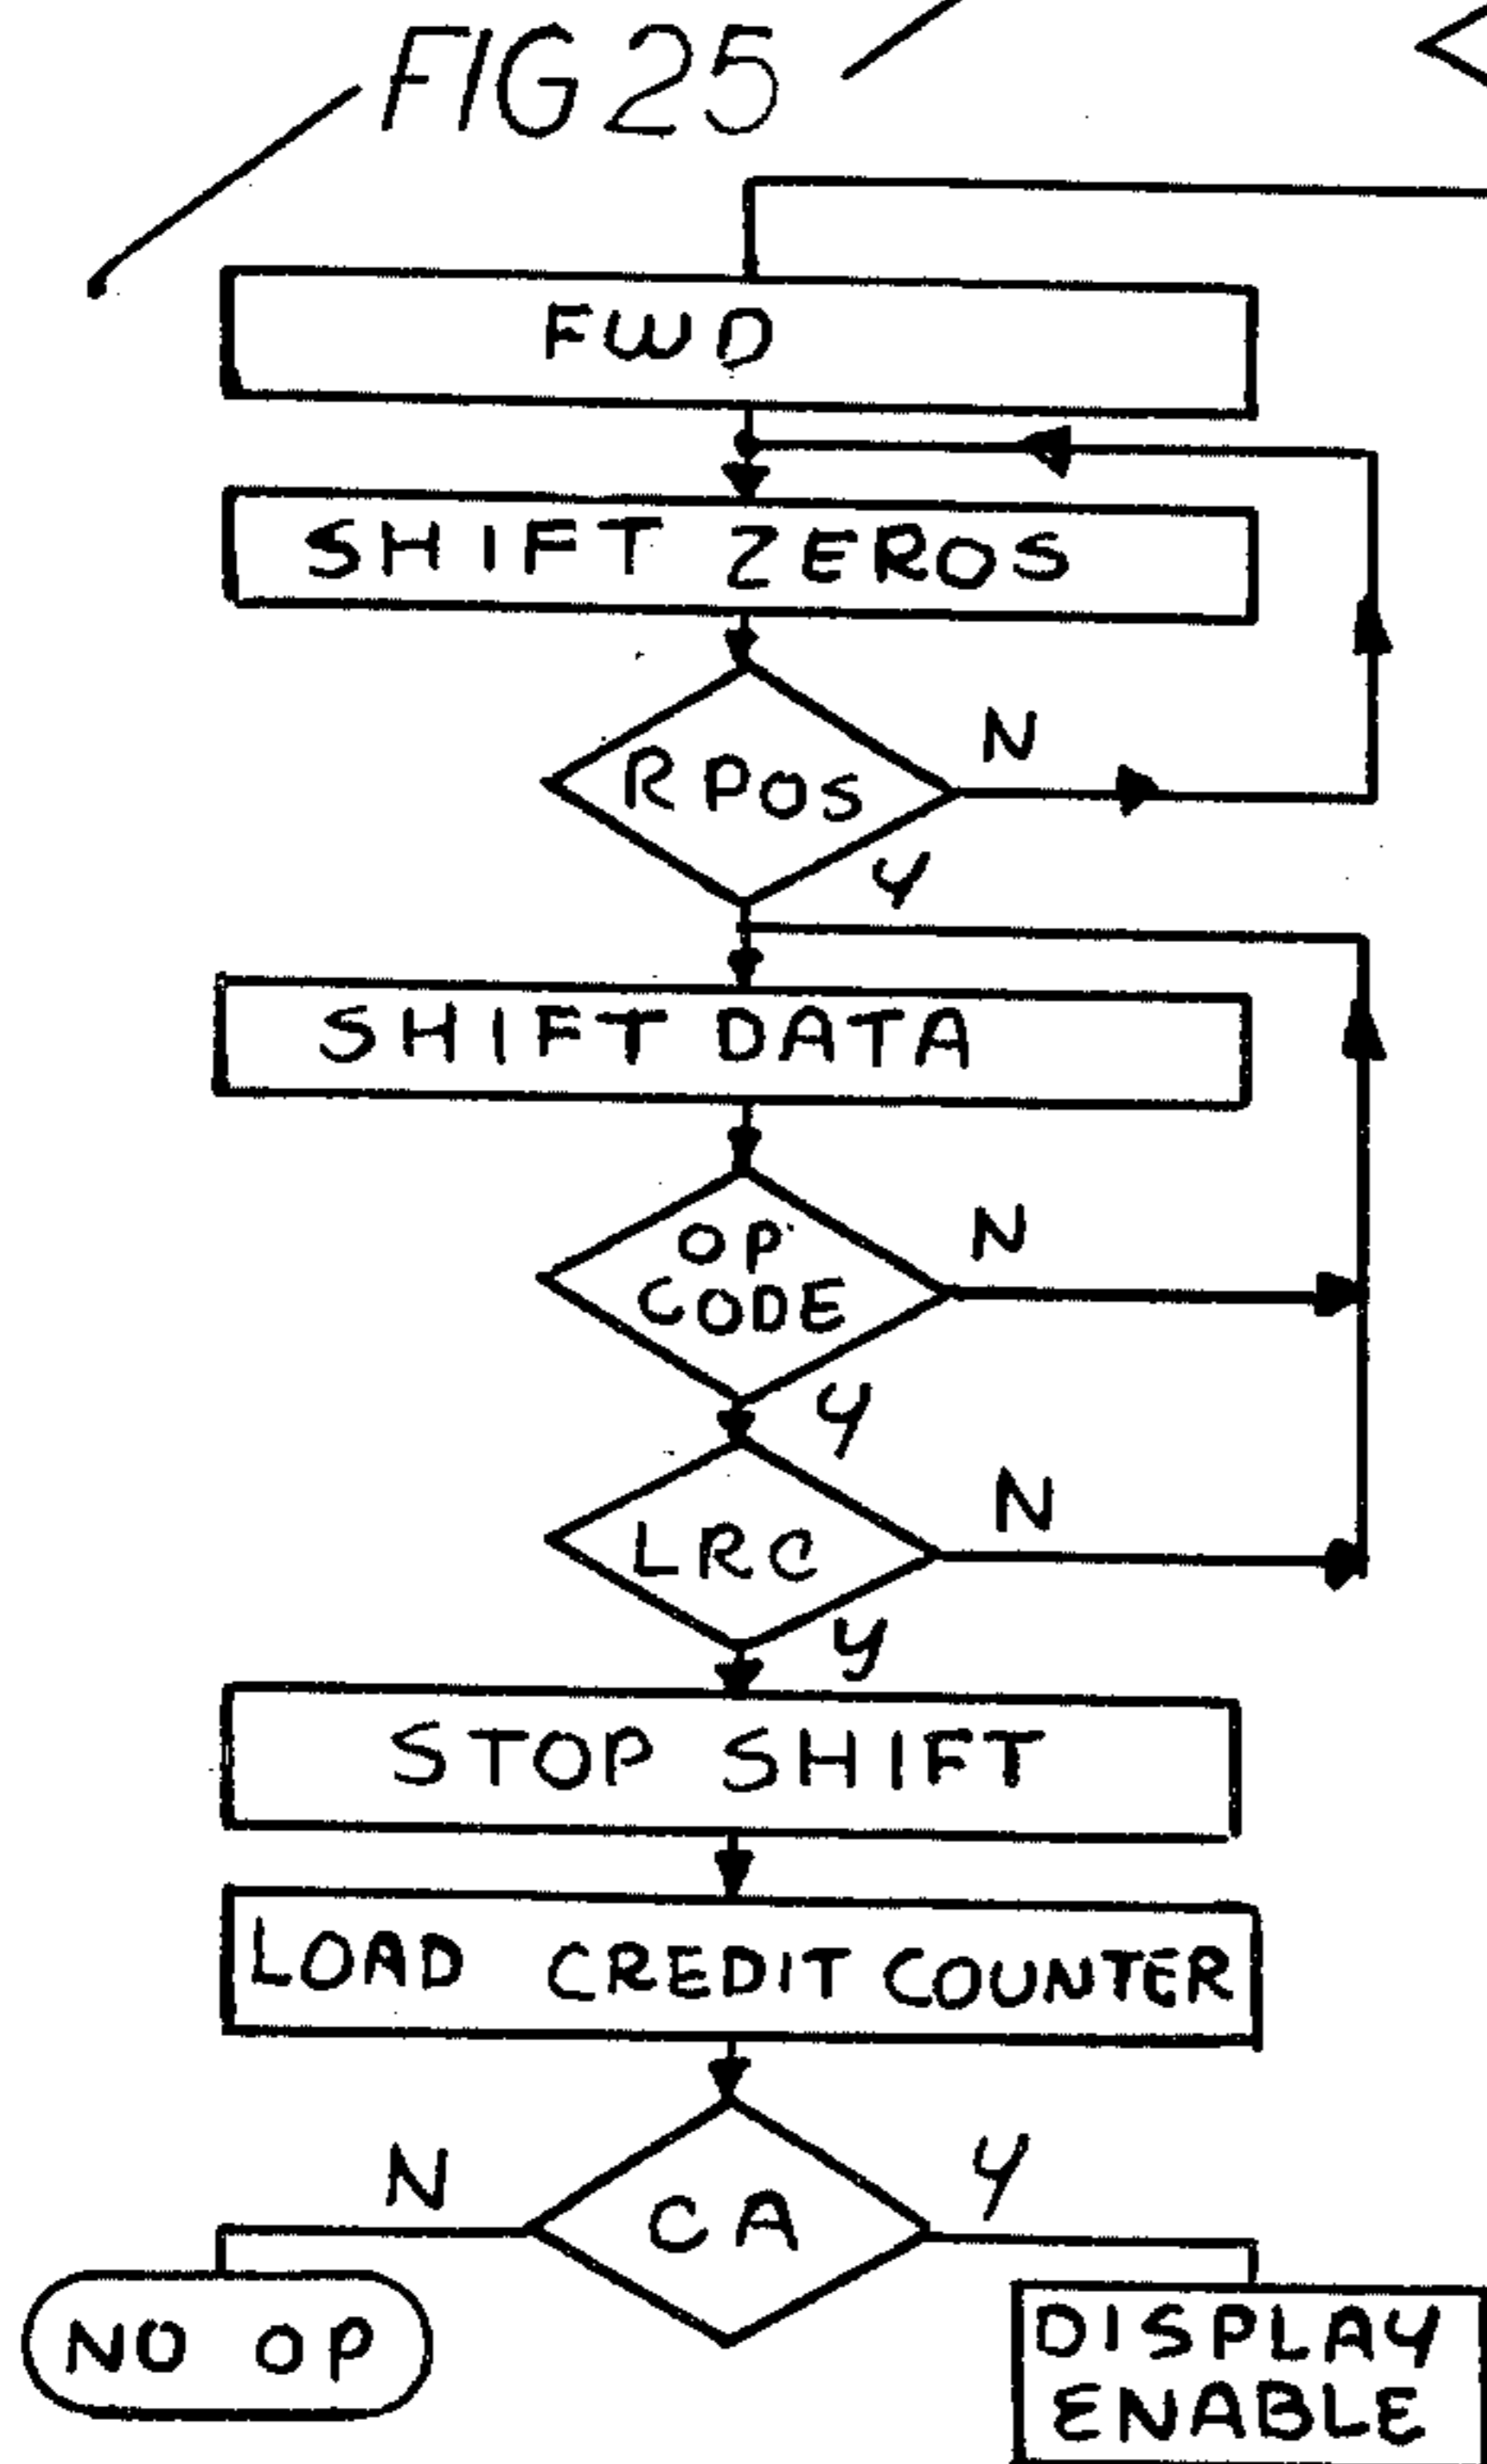 FIG 25
FWD
SHIFT ZEROS
R POS
N
Y
SHIFT DATA
OP
CODE
N
Y
LRC
N
Y
STOP SHIFT
LOAD CREDIT COUNTER
N
CA
Y
NO OP
DISPLAY
ENABLE